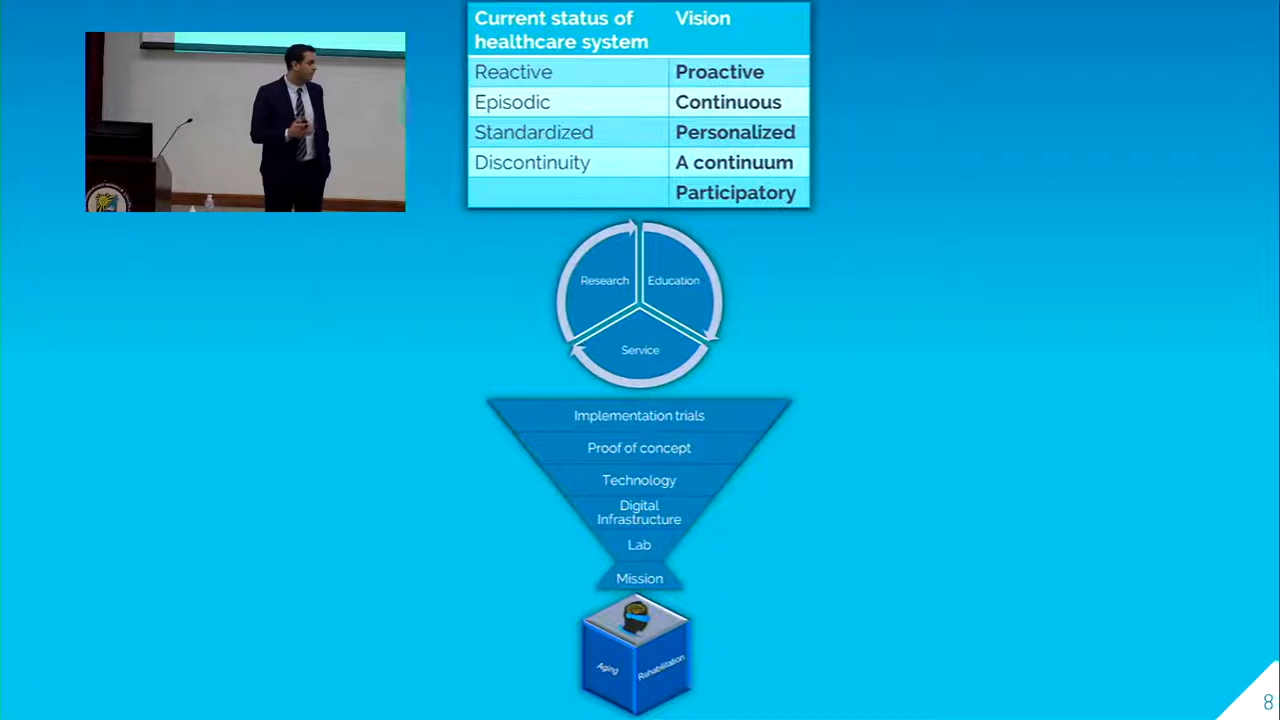 Current status of Vision
healthcare system
Reactive Proactive
Episodic Continuous
Standardized Personalized
Discontinuity A continuum
Participatory
Research Education
Service
Implementation trials
Proof of concept
Technology
Digital
Infrastructure
Lab
Mission
Aging Rehabilitation
8